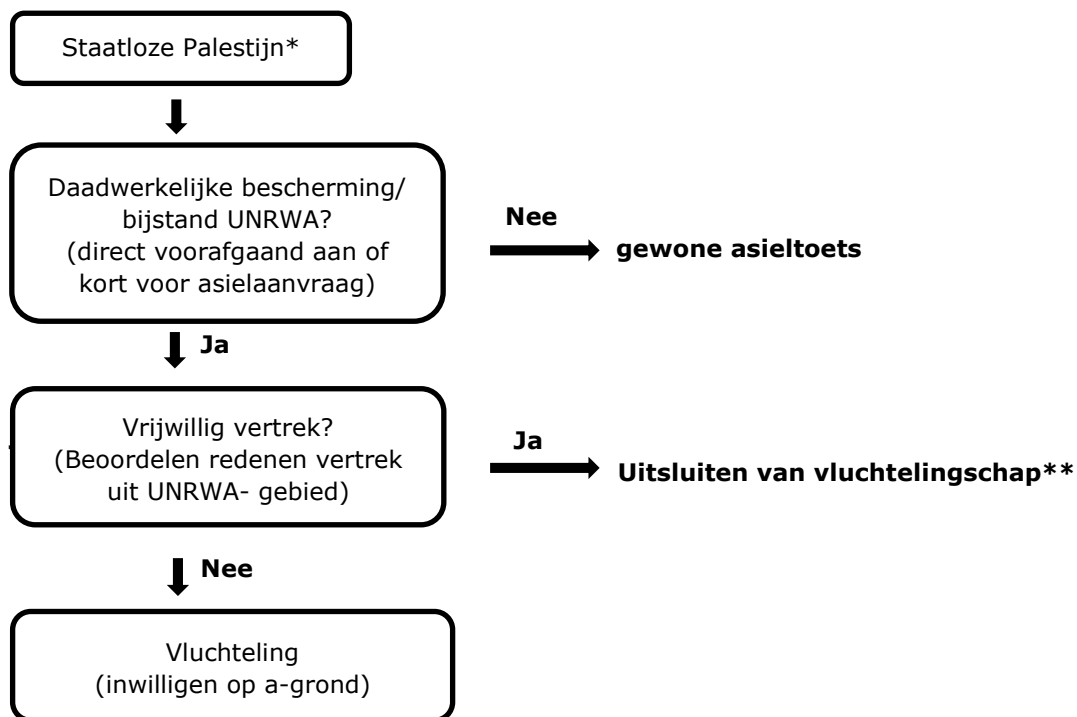 Staatloze Palestijn*
Daadwerkelijke bescherming/
bijstand UNRWA?
(direct voorafgaand aan of
kort voor asielaanvraag)
Nee
gewone asieltoets
Ja
Vrijwillig vertrek?
(Beoordelen redenen vertrek
uit UNRWA- gebied)
Ja
Uitsluiten van vluchtelingschap**
Nee
Vluchteling
(inwilligen op a-grond)